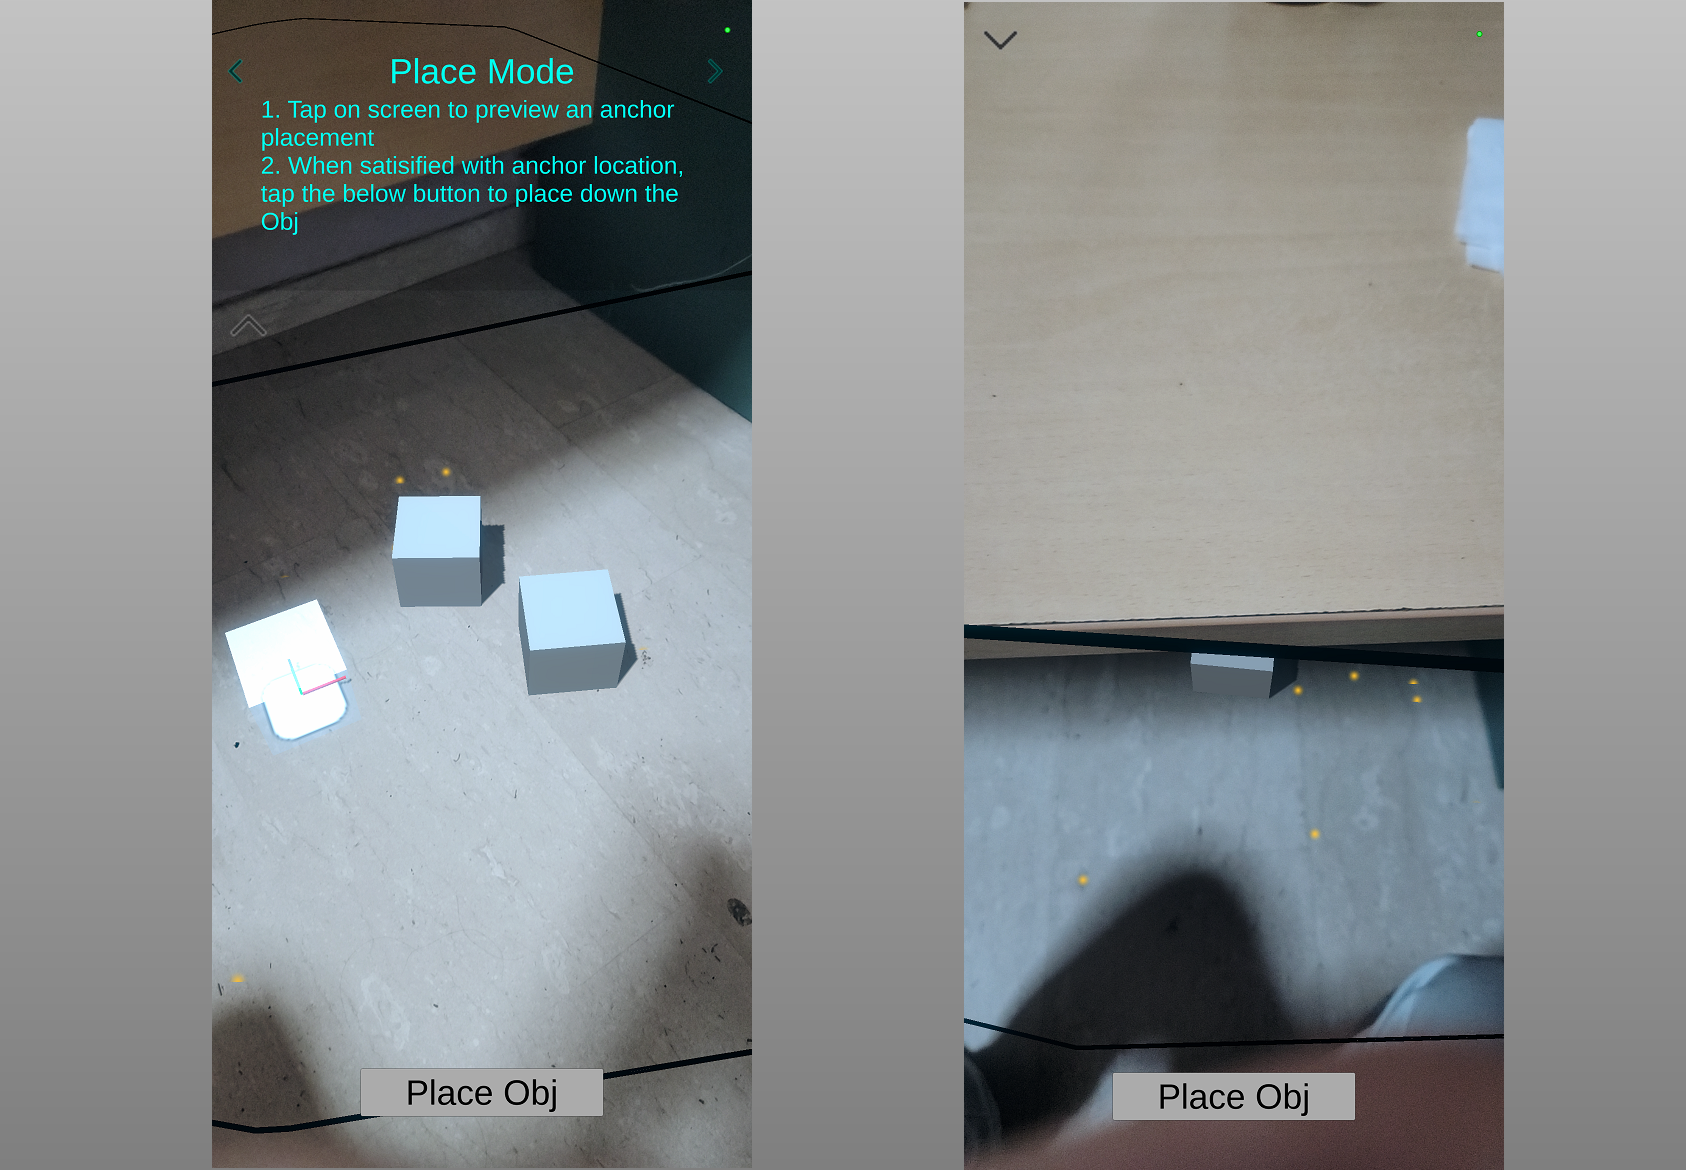 Place Mode
1. Tap on screen to preview an anchor
placement
2. When satisified with anchor location,
tap the below button to place down the
Obj
Place Obj
Place Obj